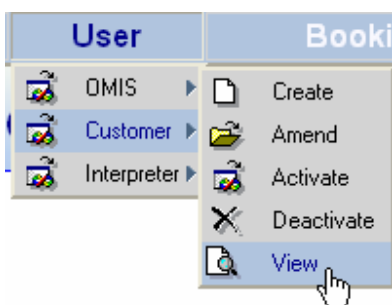 User
Booki
OMIS
Customer
Interpreter
Create
Amend
Activate
Deactivate
View